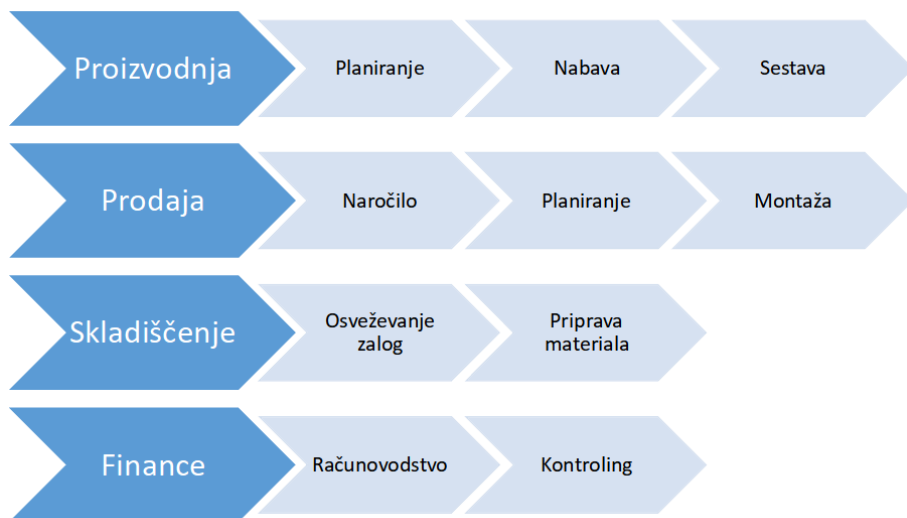 Proizvodnja
Planiranje
Nabava
Sestava
Prodaja
Naročilo
Planiranje
Montaža
Skladiščenje
Osveževanje
zalog
Priprava
materiala
Finance
Računovodstvo
Kontroling